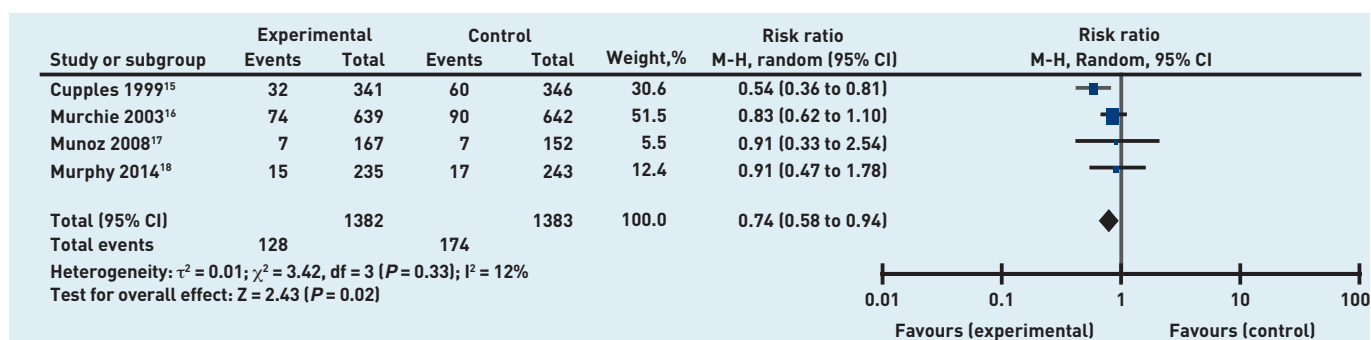 Experimental Control Risk ratio Risk ratio
Study or subgroup Events Total Events Total Weight,% M-H, random (95% CI) M-H, Random, 95% CI
Cupples 1999¹⁵ 32 341 60 346 30.6 0.54 (0.36 to 0.81)
Murchie 2003¹⁶ 74 639 90 642 51.5 0.83 (0.62 to 1.10)
Munoz 2008¹⁷ 7 167 7 152 5.5 0.91 (0.33 to 2.54)
Murphy 2014¹⁸ 15 235 17 243 12.4 0.91 (0.47 to 1.78)
Total (95% CI) 1382 1383 100.0 0.74 (0.58 to 0.94)
Total events 128 174
Heterogeneity: τ² = 0.01; χ² = 3.42, df = 3 (P = 0.33); I² = 12%
Test for overall effect: Z = 2.43 (P = 0.02)
0.01 0.1 1 10 100
Favours (experimental) Favours (control)